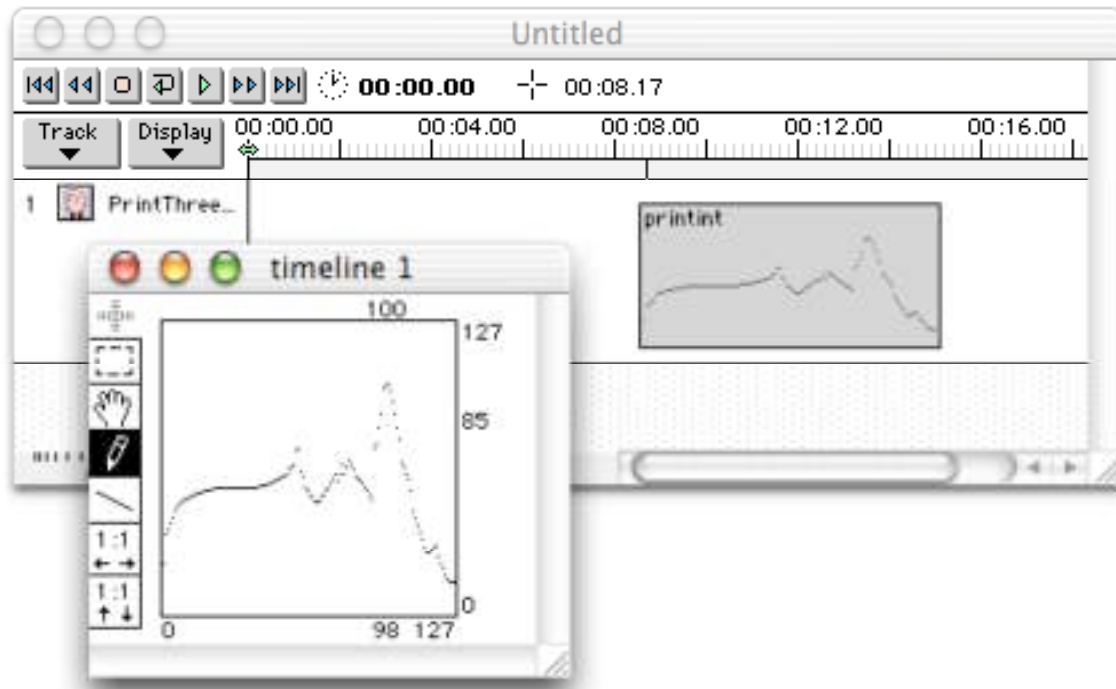 Untitled
00:00.00 00:08.17
Track Display 00:00.00 00:04.00 00:08.00 00:12.00 00:16.00
1 PrintThree...
printint
timeline 1
100
127
85
1:1
1:1
0
0 98 127